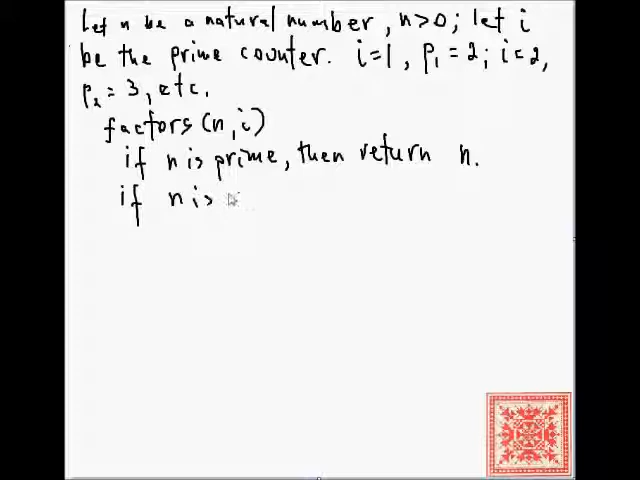 Let n be a natural number, n>0; let i
be the prime counter. i=1, p₁=2; i=2,
p₂=3, etc.
factors(n,i)
if n is prime, then return n.
if n is